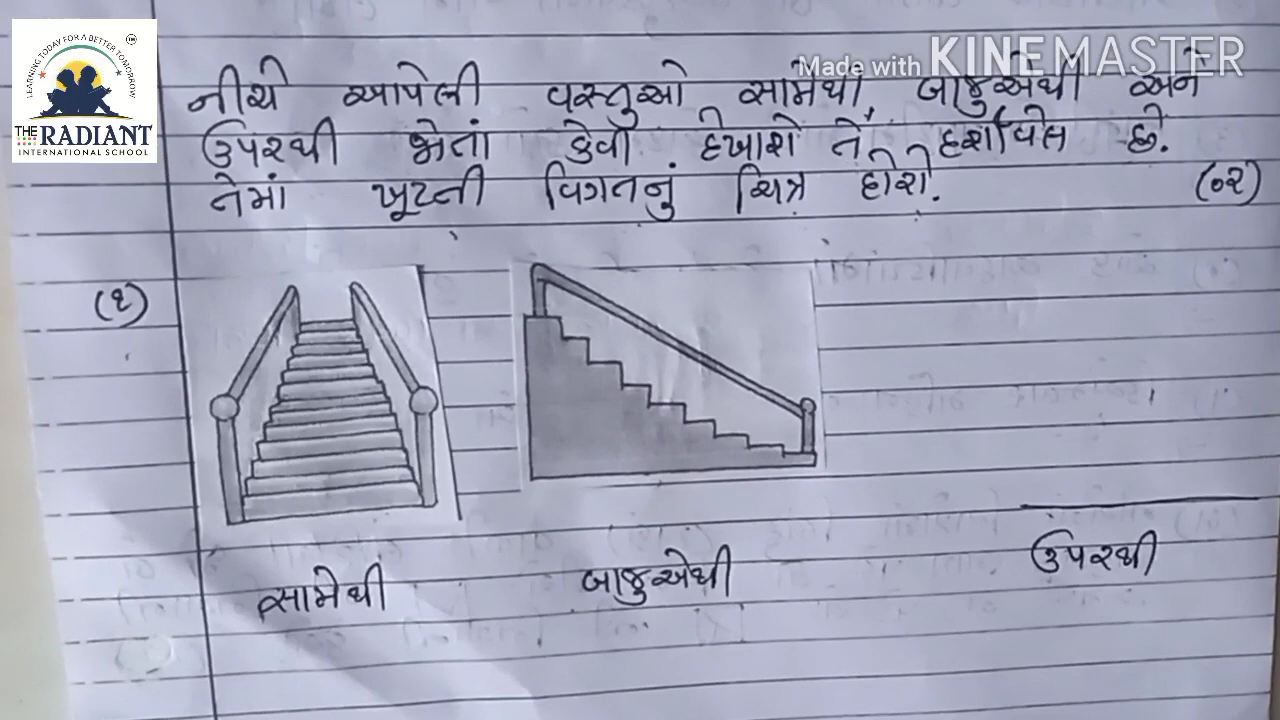 LEARNING TODAY FOR A BETTER TOMORROW
TM
THE RADIANT
INTERNATIONAL SCHOOL
Made with KINEMASTER
નીચે આપેલી વસ્તુઓ સામેથી, બાજુએથી અને
ઉપરથી જોતાં કેવી દેખાશે તે દર્શાવેલ છે.
તેમાં ખૂટતી વિગતનું ચિત્ર દોરો. (૦૨)
(૧)
સામેથી બાજુએથી ઉપરથી